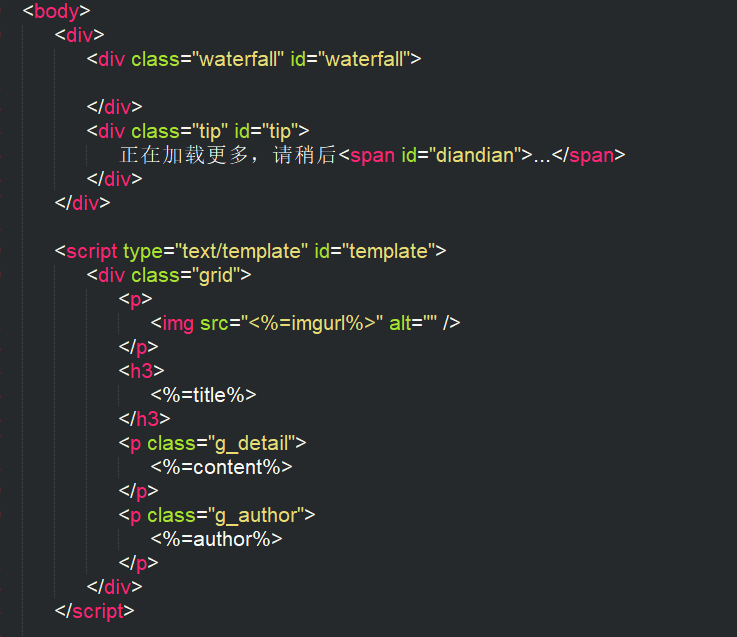 <body>
<div>
<div class="waterfall" id="waterfall">
</div>
<div class="tip" id="tip">
正在加载更多，请稍后<span id="diandian">...</span>
</div>
</div>
<script type="text/template" id="template">
<div class="grid">
<p>
<img src="<%=imgurl%>" alt="" />
</p>
<h3>
<%=title%>
</h3>
<p class="g_detail">
<%=content%>
</p>
<p class="g_author">
<%=author%>
</p>
</div>
</script>